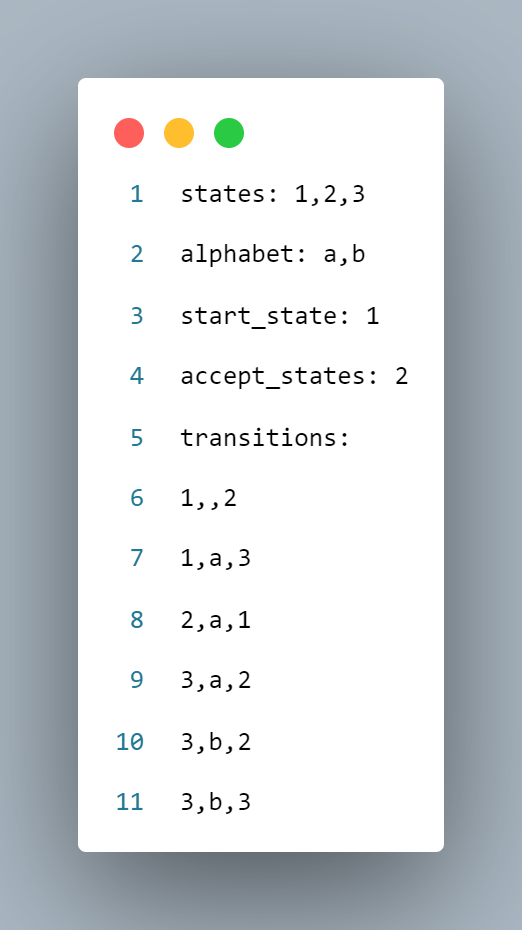 1 states: 1,2,3
2 alphabet: a,b
3 start_state: 1
4 accept_states: 2
5 transitions:
6 1,,2
7 1,a,3
8 2,a,1
9 3,a,2
10 3,b,2
11 3,b,3